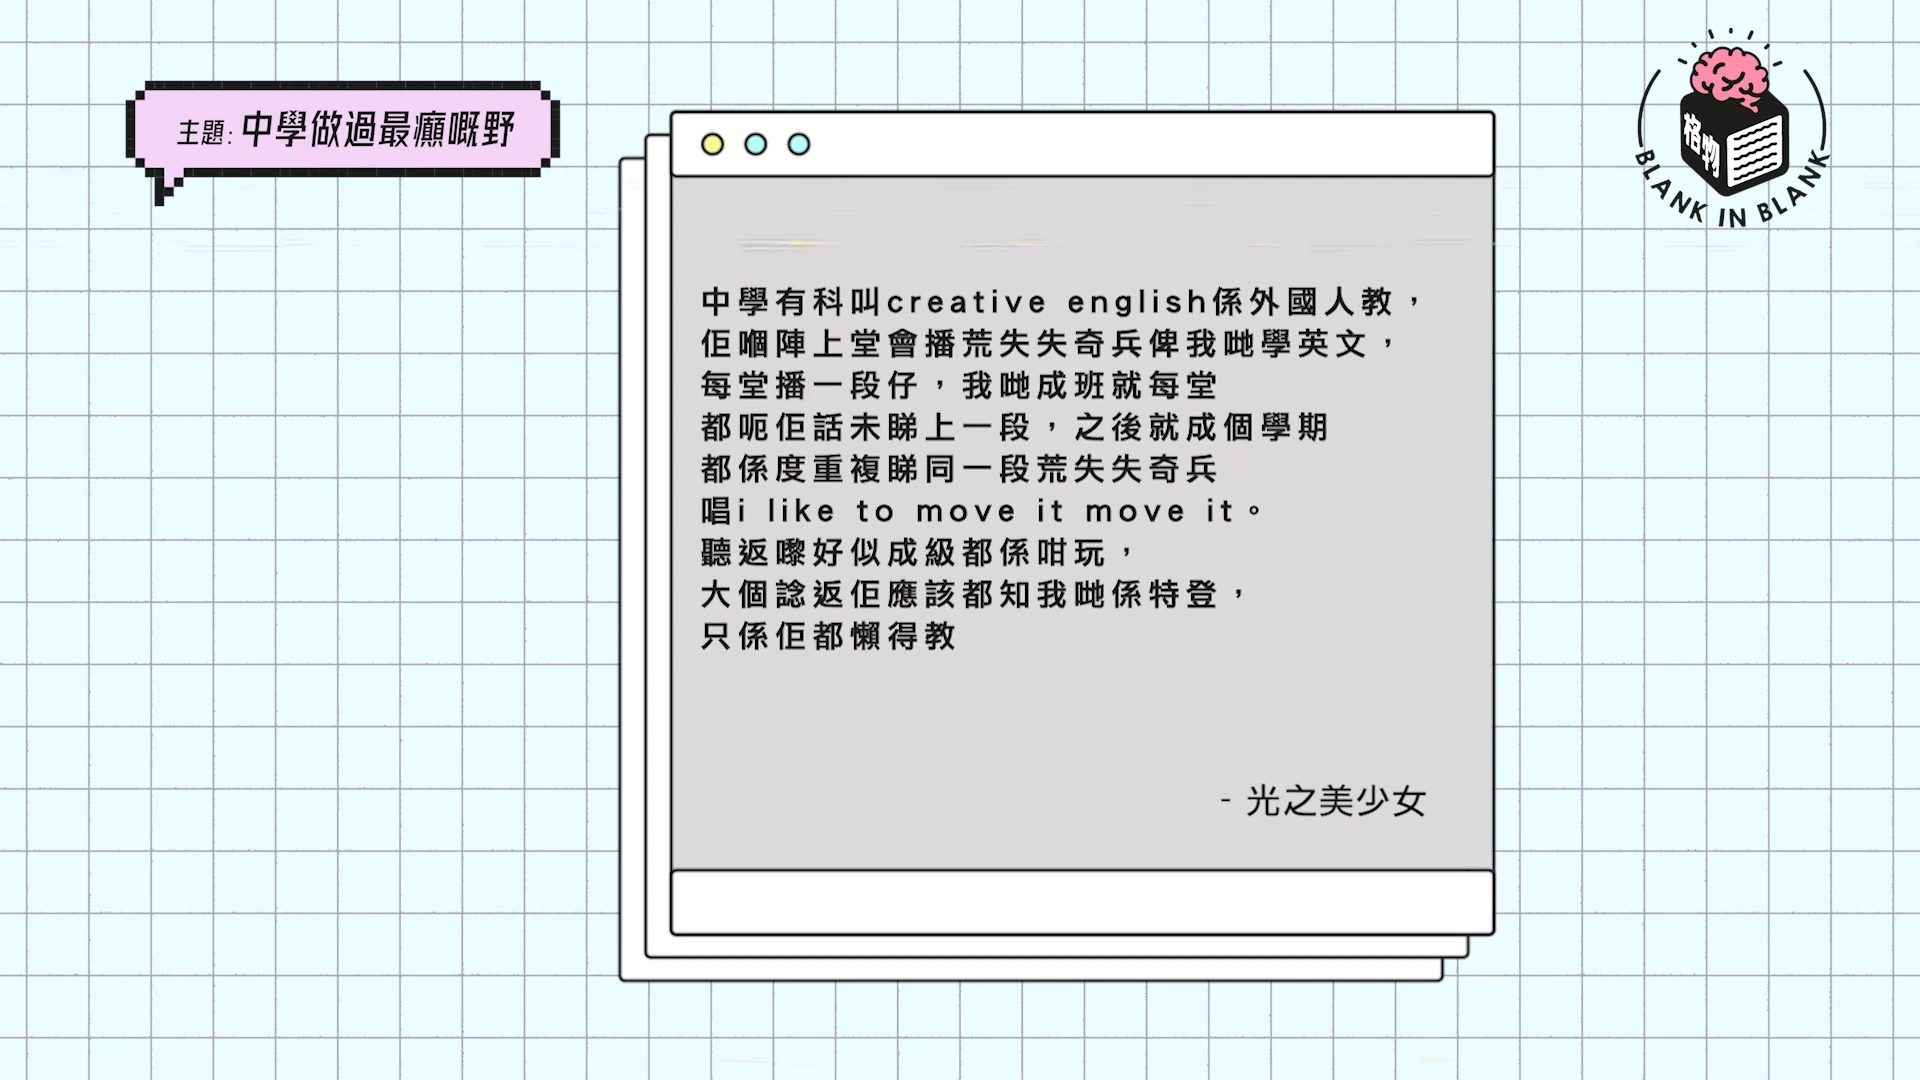 主題: 中學做過最癲嘅野
格物
BLANK IN BLANK
中學有科叫creative english係外國人教，
佢嗰陣上堂會播荒失失奇兵俾我哋學英文，
每堂播一段仔，我哋成班就每堂
都呃佢話未睇上一段，之後就成個學期
都係度重複睇同一段荒失失奇兵
唱i like to move it move it。
聽返嚟好似成級都係咁玩，
大個諗返佢應該都知我哋係特登，
只係佢都懶得教
- 光之美少女